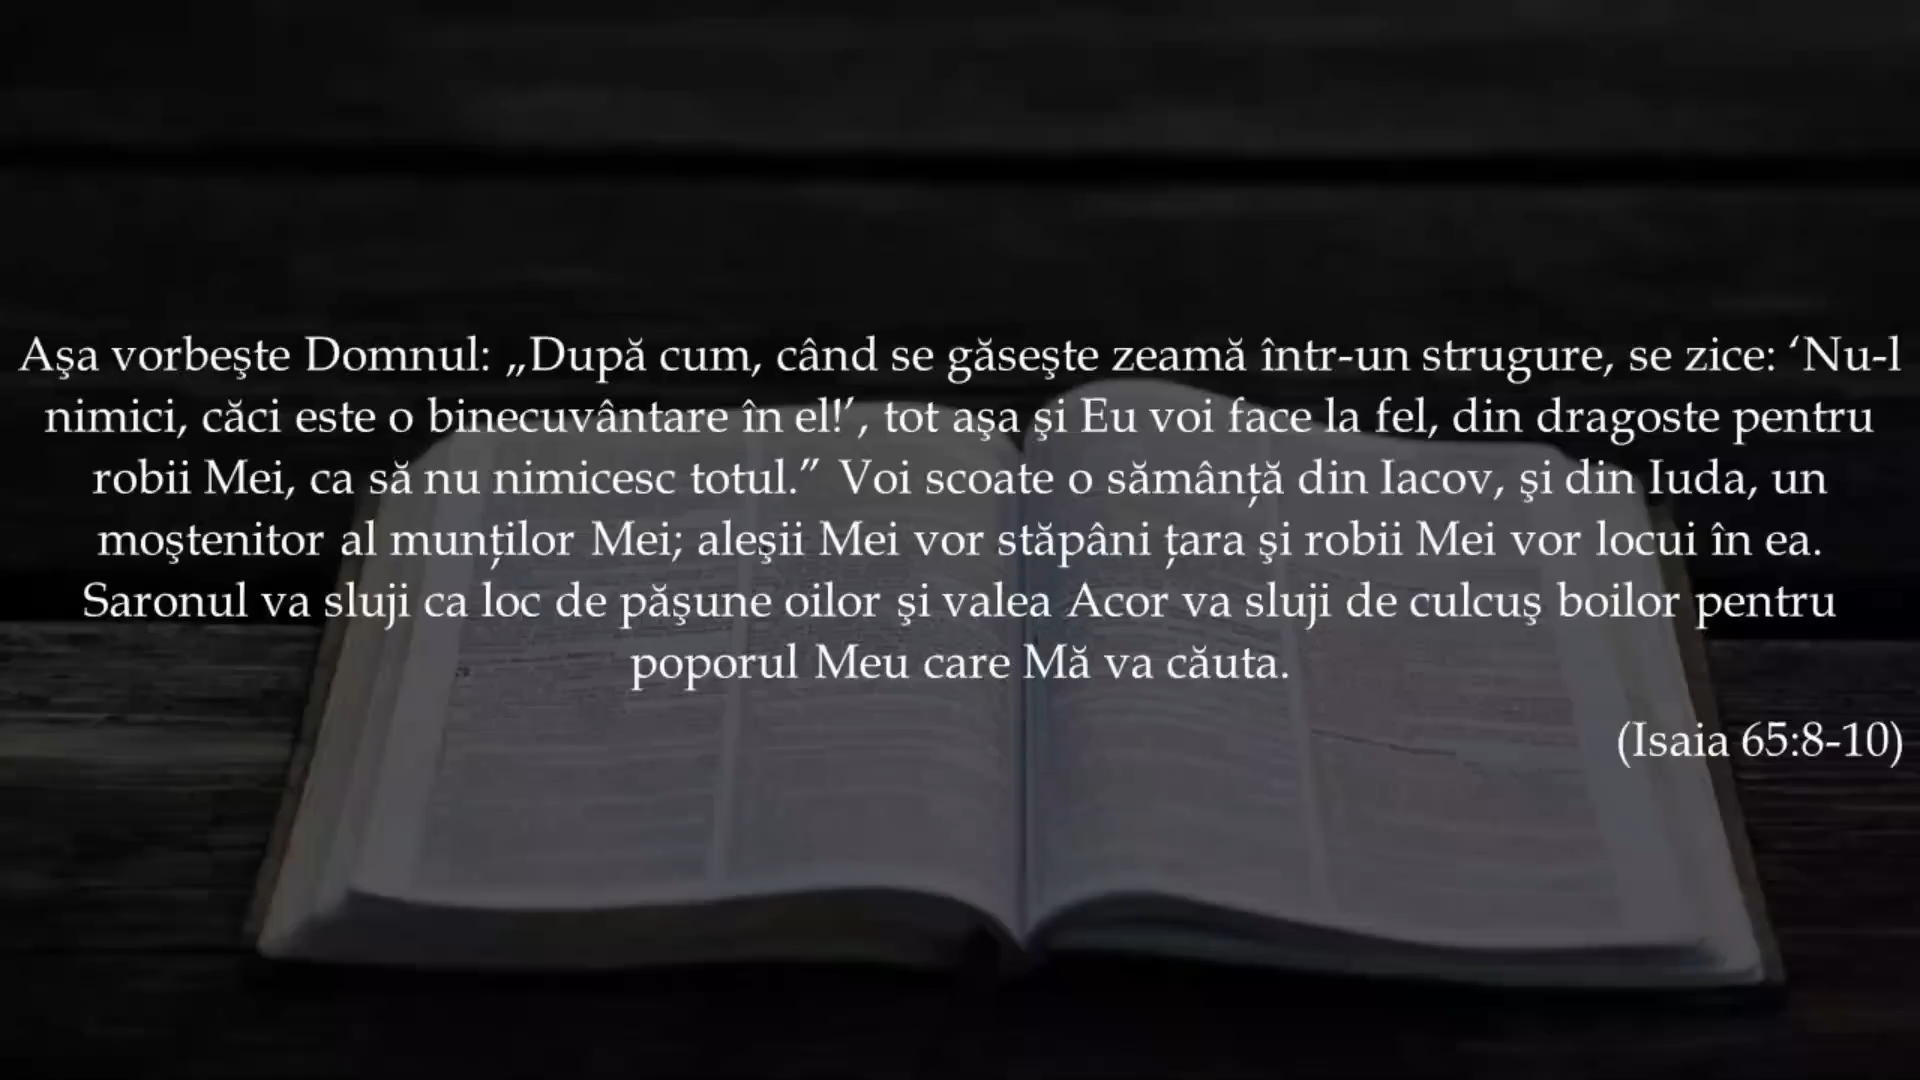 Aşa vorbeşte Domnul: „După cum, când se găseşte zeamă într-un strugure, se zice: ‘Nu-l
nimici, căci este o binecuvântare în el!’, tot aşa şi Eu voi face la fel, din dragoste pentru
robii Mei, ca să nu nimicesc totul.” Voi scoate o sămânță din Iacov, şi din Iuda, un
moştenitor al munților Mei; aleşii Mei vor stăpâni țara şi robii Mei vor locui în ea.
Saronul va sluji ca loc de păşune oilor şi valea Acor va sluji de culcuş boilor pentru
poporul Meu care Mă va căuta.
(Isaia 65:8-10)